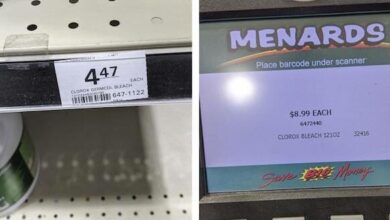 4.47
EACH
CLOROX GERMICDL BLEACH
647-1122
MENARDS
Place barcode under scanner
$8.99 EACH
6472440
CLOROX BLEACH 121OZ 32416
Save BIG Money